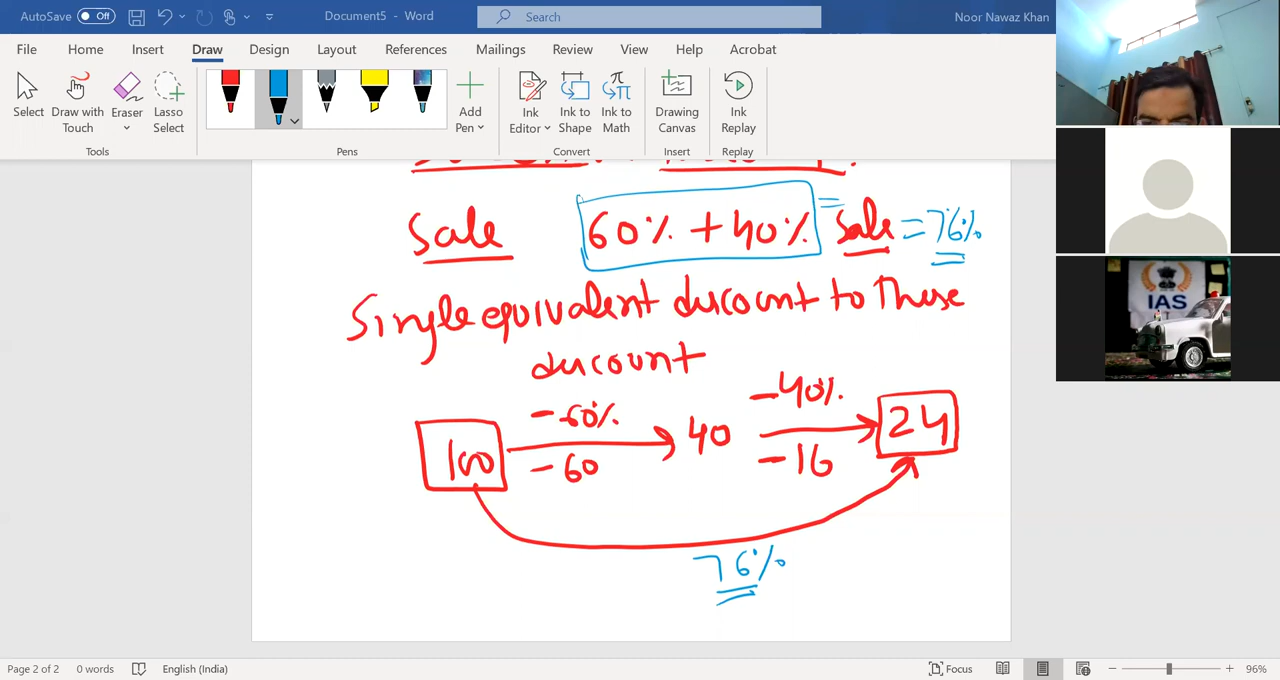 AutoSave Off Document5 - Word Search Noor Nawaz Khan
File Home Insert Draw Design Layout References Mailings Review View Help Acrobat
Select Draw with Touch Eraser Lasso Select Add Pen Ink Editor Ink to Shape Ink to Math Drawing Canvas Ink Replay
Tools Pens Convert Insert Replay
Sale 60% + 40% = Sale = 76%
Single equivalent discount to these
discount
-60% -40%
100 40 24
-60 -16
76%
IAS
Page 2 of 2 0 words English (India) Focus 96%